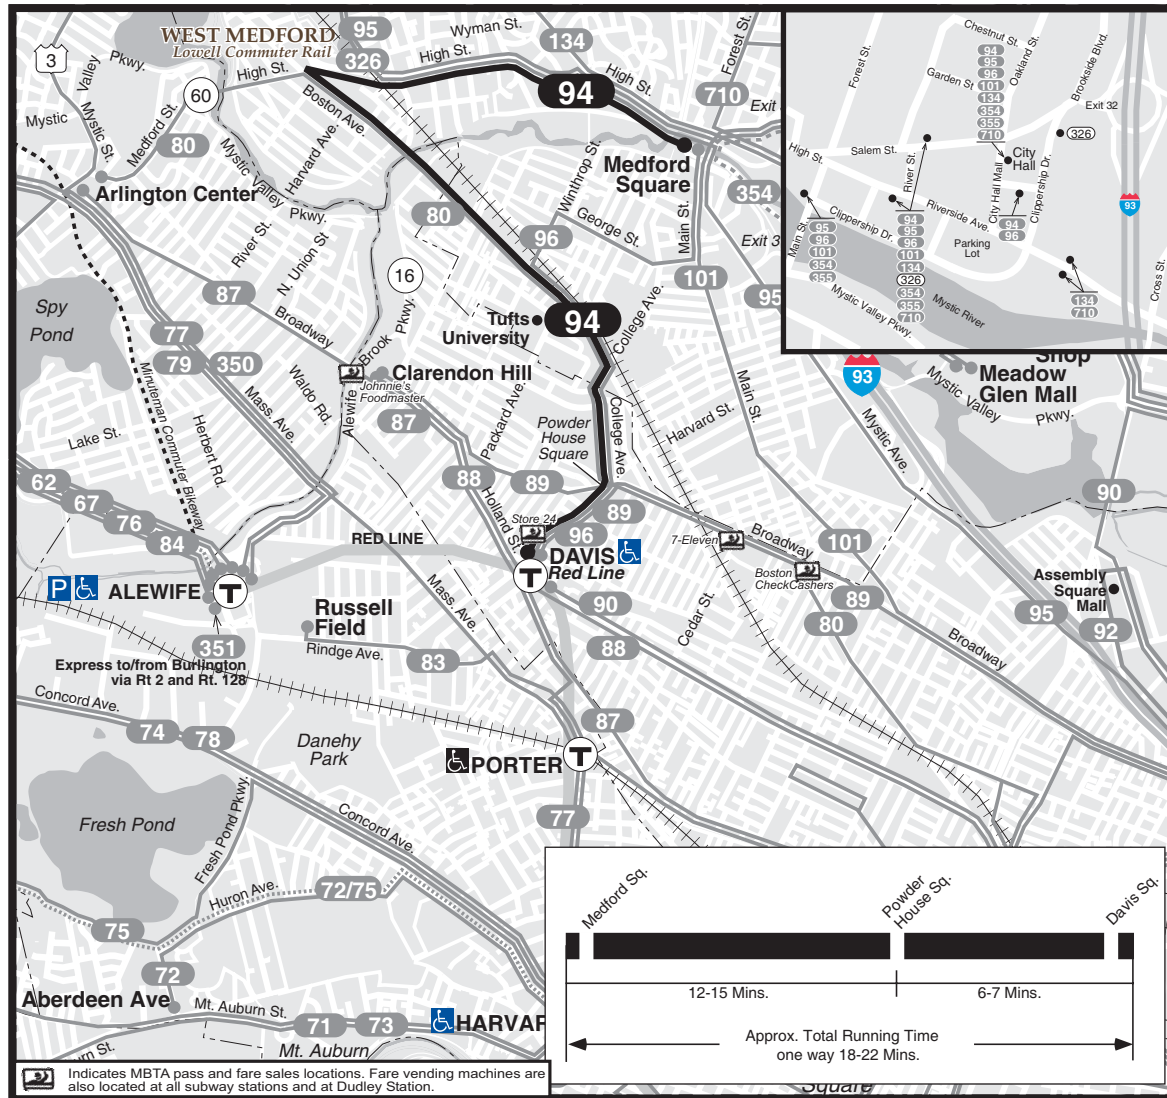 WEST MEDFORD
Lowell Commuter Rail
95
326
Wyman St.
134
Forest St.
High St.
High St.
High St.
3
Valley
Pkwy.
60
Mystic
Mystic St.
Medford St.
80
Boston Ave.
94
710
Exit 3
Harvard Ave.
Mystic
Valley
Pkwy.
Arlington Center
Medford
Square
Winthrop St.
George St.
Main St.
354
Exit 3
80
96
101
95
River St.
N. Union St
16
87
Broadway
Spy
Pond
77
79
350
Tufts
University
94
College Ave.
Alewife
Brook
Pkwy.
Clarendon Hill
Johnnie's
Foodmaster
87
Waldo Rd.
Mass. Ave.
Minuteman Commuter Bikeway
Herbert Rd.
Lake St.
Packard Ave.
Powder
House
Square
College Ave.
Harvard St.
Main St.
93
Shop
Meadow
Glen Mall
Mystic Valley
Pkwy.
Mystic Ave.
62
67
76
84
88
89
Holland St.
Store 24
96
89
90
7-Eleven
Broadway
101
Boston
CheckCashers
RED LINE
DAVIS
Red Line
T
P
ALEWIFE
T
351
Express to/from Burlington
via Rt 2 and Rt. 128
Russell
Field
Rindge Ave.
83
Mass. Ave.
90
88
Cedar St.
80
89
Broadway
95
Assembly
Square
Mall
92
Concord Ave.
74
78
Danehy
Park
87
PORTER
T
77
Fresh Pond
Fresh Pond Pkwy.
Concord Ave.
Huron Ave.
72/75
75
72
Aberdeen Ave
Mt. Auburn St.
71
73
HARVAR
Mt. Auburn
urn St.
Square
Chestnut St.
Forest St.
Garden St
Oakland St.
Brookside Blvd.
94
95
96
101
134
354
355
710
Exit 32
326
High St.
Salem St.
River St.
City
Hall
City Hall Mall
Clippership Dr.
93
Main St.
Clippership Dr.
Riverside Ave.
94
96
95
96
101
354
355
94
95
96
101
134
326
354
355
710
Parking
Lot
134
710
Cross St.
Mystic River
Mystic Valley Pkwy.
Medford Sq.
Powder
House Sq.
Davis Sq.
12-15 Mins.
6-7 Mins.
Approx. Total Running Time
one way 18-22 Mins.
Indicates MBTA pass and fare sales locations. Fare vending machines are
also located at all subway stations and at Dudley Station.